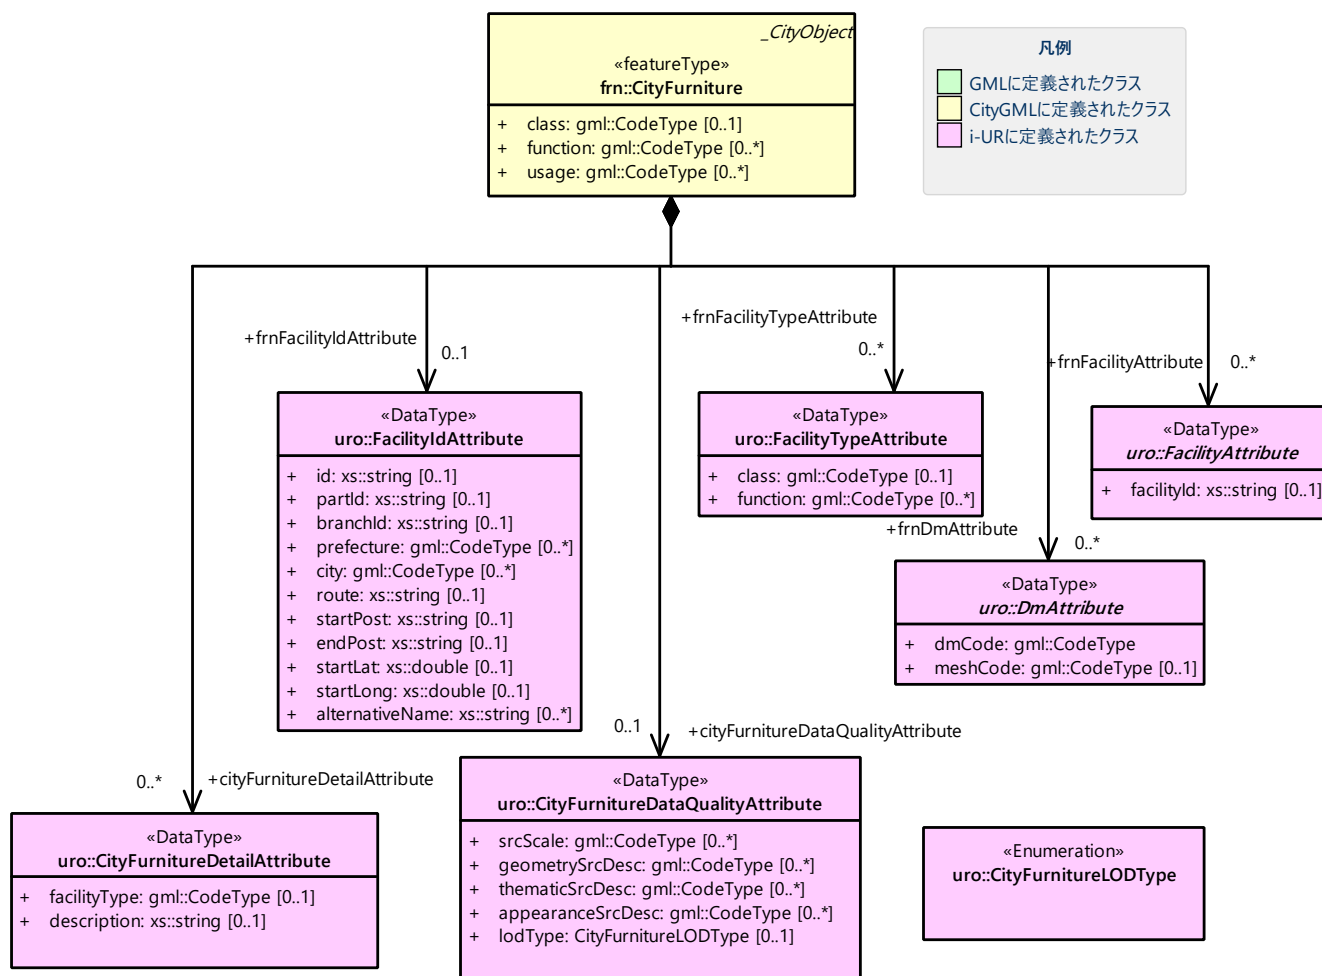 _CityObject
«featureType»
frn::CityFurniture
+ class: gml::CodeType [0..1]
+ function: gml::CodeType [0..*]
+ usage: gml::CodeType [0..*]
凡例
GMLに定義されたクラス
CityGMLに定義されたクラス
i-URに定義されたクラス
+frnFacilityIdAttribute
0..1
+frnFacilityTypeAttribute
0..*
+frnFacilityAttribute
0..*
«DataType»
uro::FacilityIdAttribute
+ id: xs::string [0..1]
+ partId: xs::string [0..1]
+ branchId: xs::string [0..1]
+ prefecture: gml::CodeType [0..*]
+ city: gml::CodeType [0..*]
+ route: xs::string [0..1]
+ startPost: xs::string [0..1]
+ endPost: xs::string [0..1]
+ startLat: xs::double [0..1]
+ startLong: xs::double [0..1]
+ alternativeName: xs::string [0..*]
«DataType»
uro::FacilityTypeAttribute
+ class: gml::CodeType [0..1]
+ function: gml::CodeType [0..*]
«DataType»
uro::FacilityAttribute
+ facilityId: xs::string [0..1]
+frnDmAttribute
0..*
«DataType»
uro::DmAttribute
+ dmCode: gml::CodeType
+ meshCode: gml::CodeType [0..1]
0..1
+cityFurnitureDataQualityAttribute
0..*
+cityFurnitureDetailAttribute
«DataType»
uro::CityFurnitureDetailAttribute
+ facilityType: gml::CodeType [0..1]
+ description: xs::string [0..1]
«DataType»
uro::CityFurnitureDataQualityAttribute
+ srcScale: gml::CodeType [0..*]
+ geometrySrcDesc: gml::CodeType [0..*]
+ thematicSrcDesc: gml::CodeType [0..*]
+ appearanceSrcDesc: gml::CodeType [0..*]
+ lodType: CityFurnitureLODType [0..1]
«Enumeration»
uro::CityFurnitureLODType